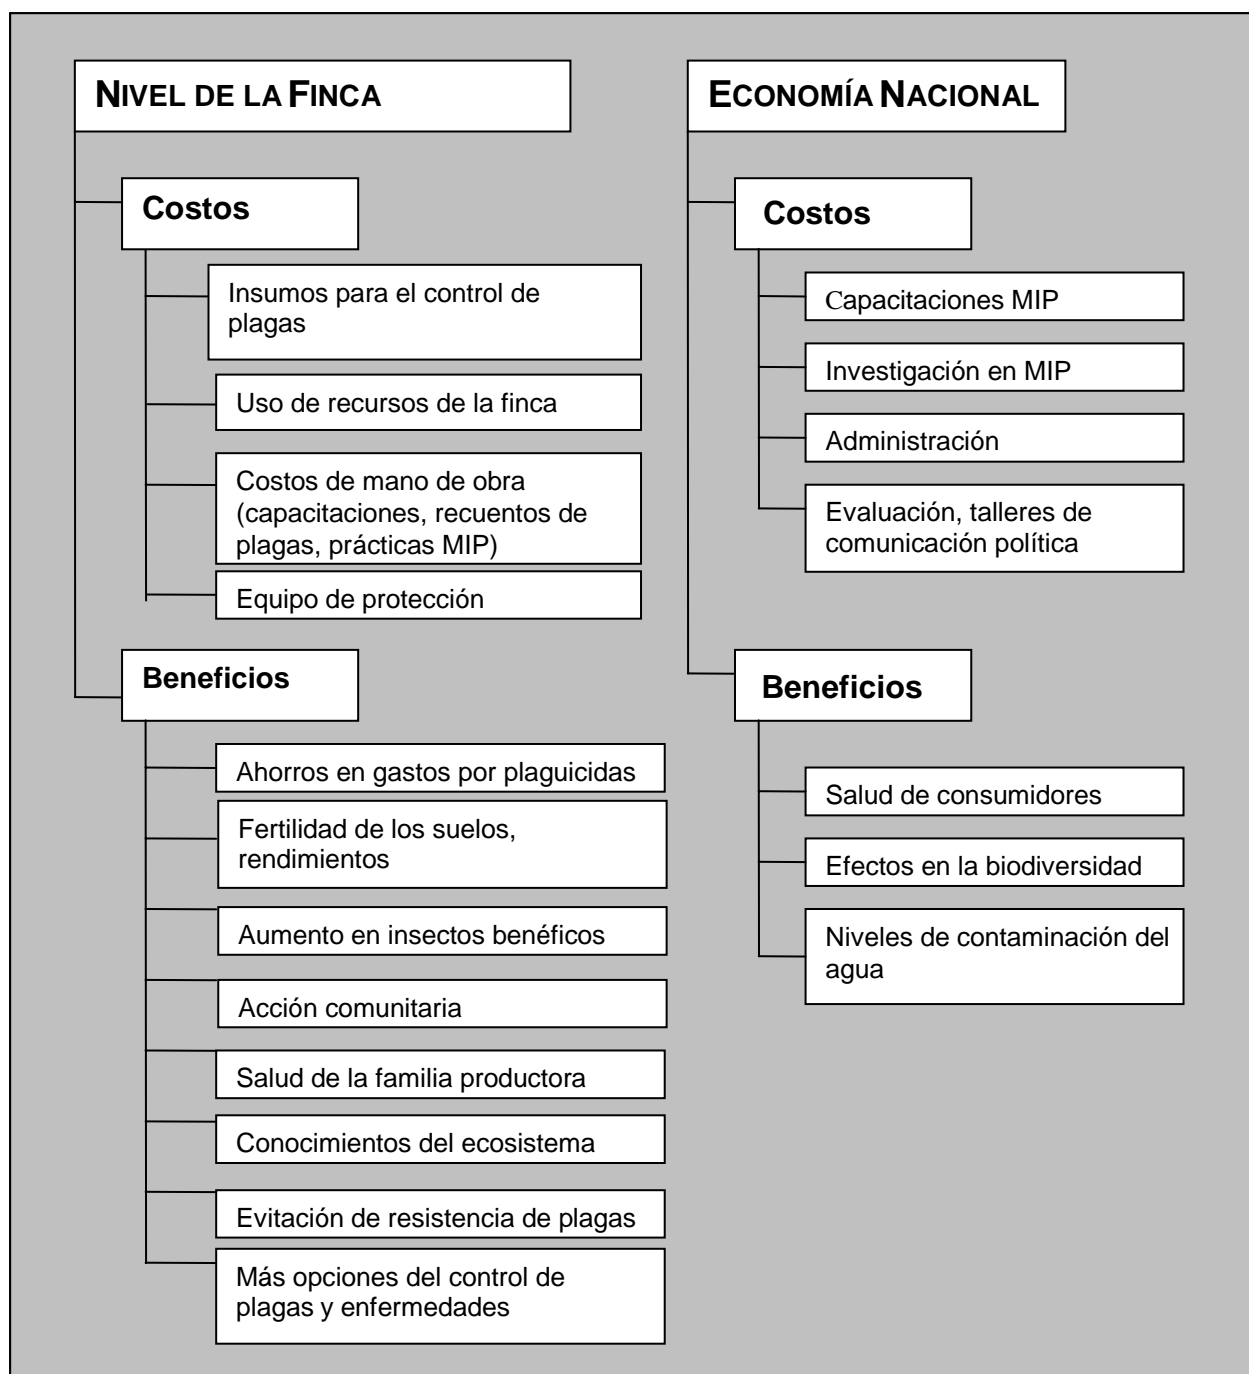 NIVEL DE LA FINCA
Costos
Insumos para el control de
plagas
Uso de recursos de la finca
Costos de mano de obra
(capacitaciones, recuentos de
plagas, prácticas MIP)
Equipo de protección
Beneficios
Ahorros en gastos por plaguicidas
Fertilidad de los suelos,
rendimientos
Aumento en insectos benéficos
Acción comunitaria
Salud de la familia productora
Conocimientos del ecosistema
Evitación de resistencia de plagas
Más opciones del control de
plagas y enfermedades
ECONOMÍA NACIONAL
Costos
Capacitaciones MIP
Investigación en MIP
Administración
Evaluación, talleres de
comunicación política
Beneficios
Salud de consumidores
Efectos en la biodiversidad
Niveles de contaminación del
agua